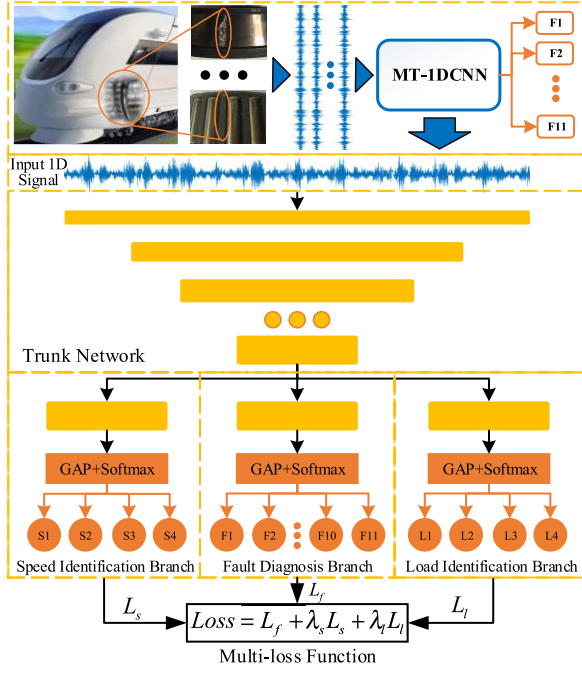 F1
F2
MT-1DCNN
F11
Input 1D
Signal
Trunk Network
GAP+Softmax GAP+Softmax GAP+Softmax
S1 S2 S3 S4 F1 F2 F10 F11 L1 L2 L3 L4
Speed Identification Branch Fault Diagnosis Branch Load Identification Branch
L_s L_f L_l
Loss = L_f + λ_s L_s + λ_l L_l
Multi-loss Function